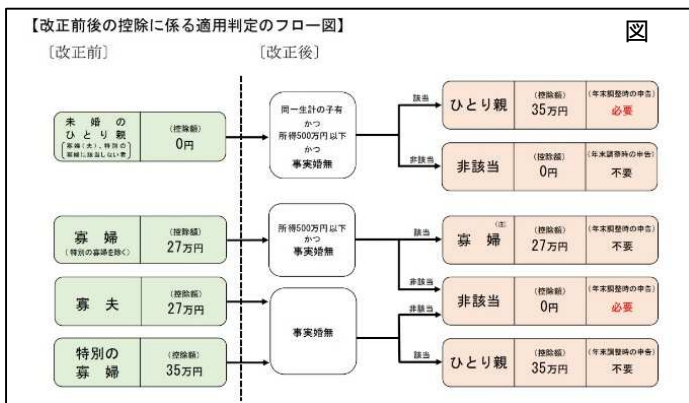 【改正前後の控除に係る適用判定のフロー図】
図
〔改正前〕
〔改正後〕
未婚の
ひとり親
寡婦(夫)、特別の
寡婦に該当しない者
(控除額)
0円
同一生計の子有
かつ
所得500万円以下
かつ
事実婚無
該当
ひとり親
(控除額)
35万円
(年末調整時の申告)
必要
非該当
非該当
(控除額)
0円
(年末調整時の申告)
不要
寡婦
(特別の寡婦を除く)
(控除額)
27万円
所得500万円以下
かつ
事実婚無
該当
寡婦
(注)
(控除額)
27万円
(年末調整時の申告)
不要
非該当
寡夫
(控除額)
27万円
事実婚無
非該当
非該当
(控除額)
0円
(年末調整時の申告)
必要
特別の
寡婦
(控除額)
35万円
該当
ひとり親
(控除額)
35万円
(年末調整時の申告)
不要